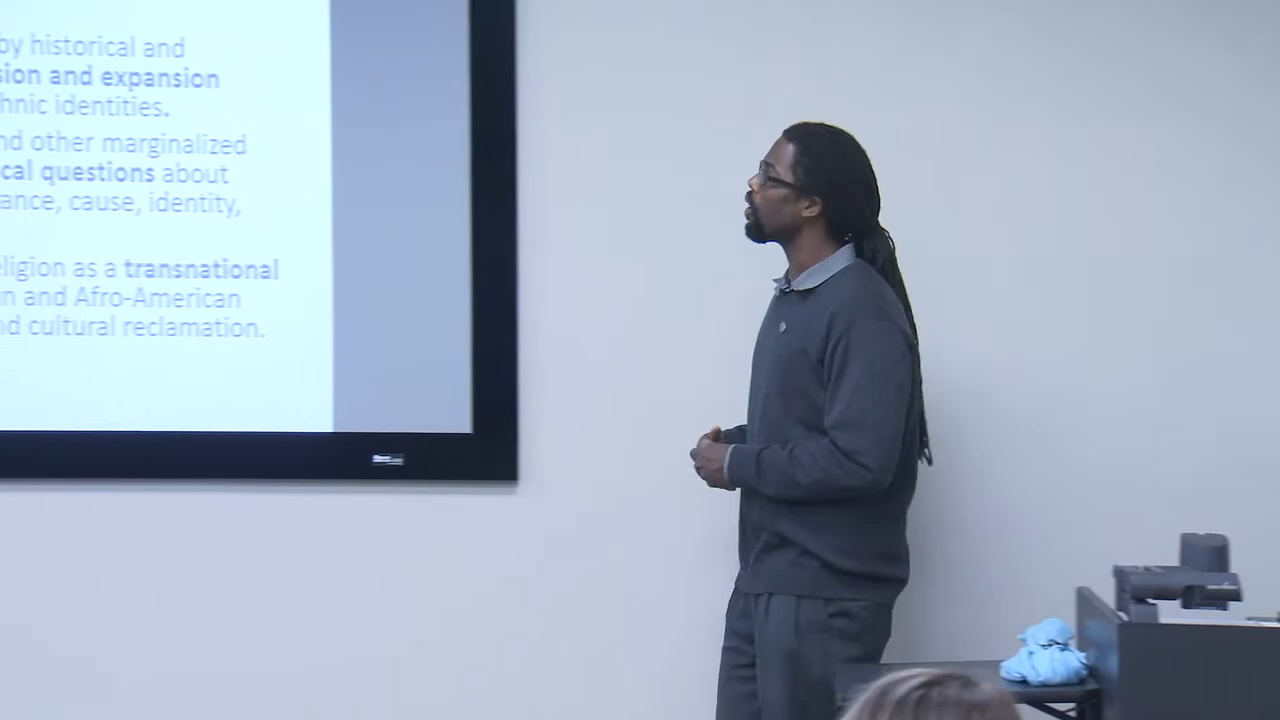 by historical and
sion and expansion
hnic identities.
nd other marginalized
cal questions about
ance, cause, identity,
eligion as a transnational
n and Afro-American
nd cultural reclamation.